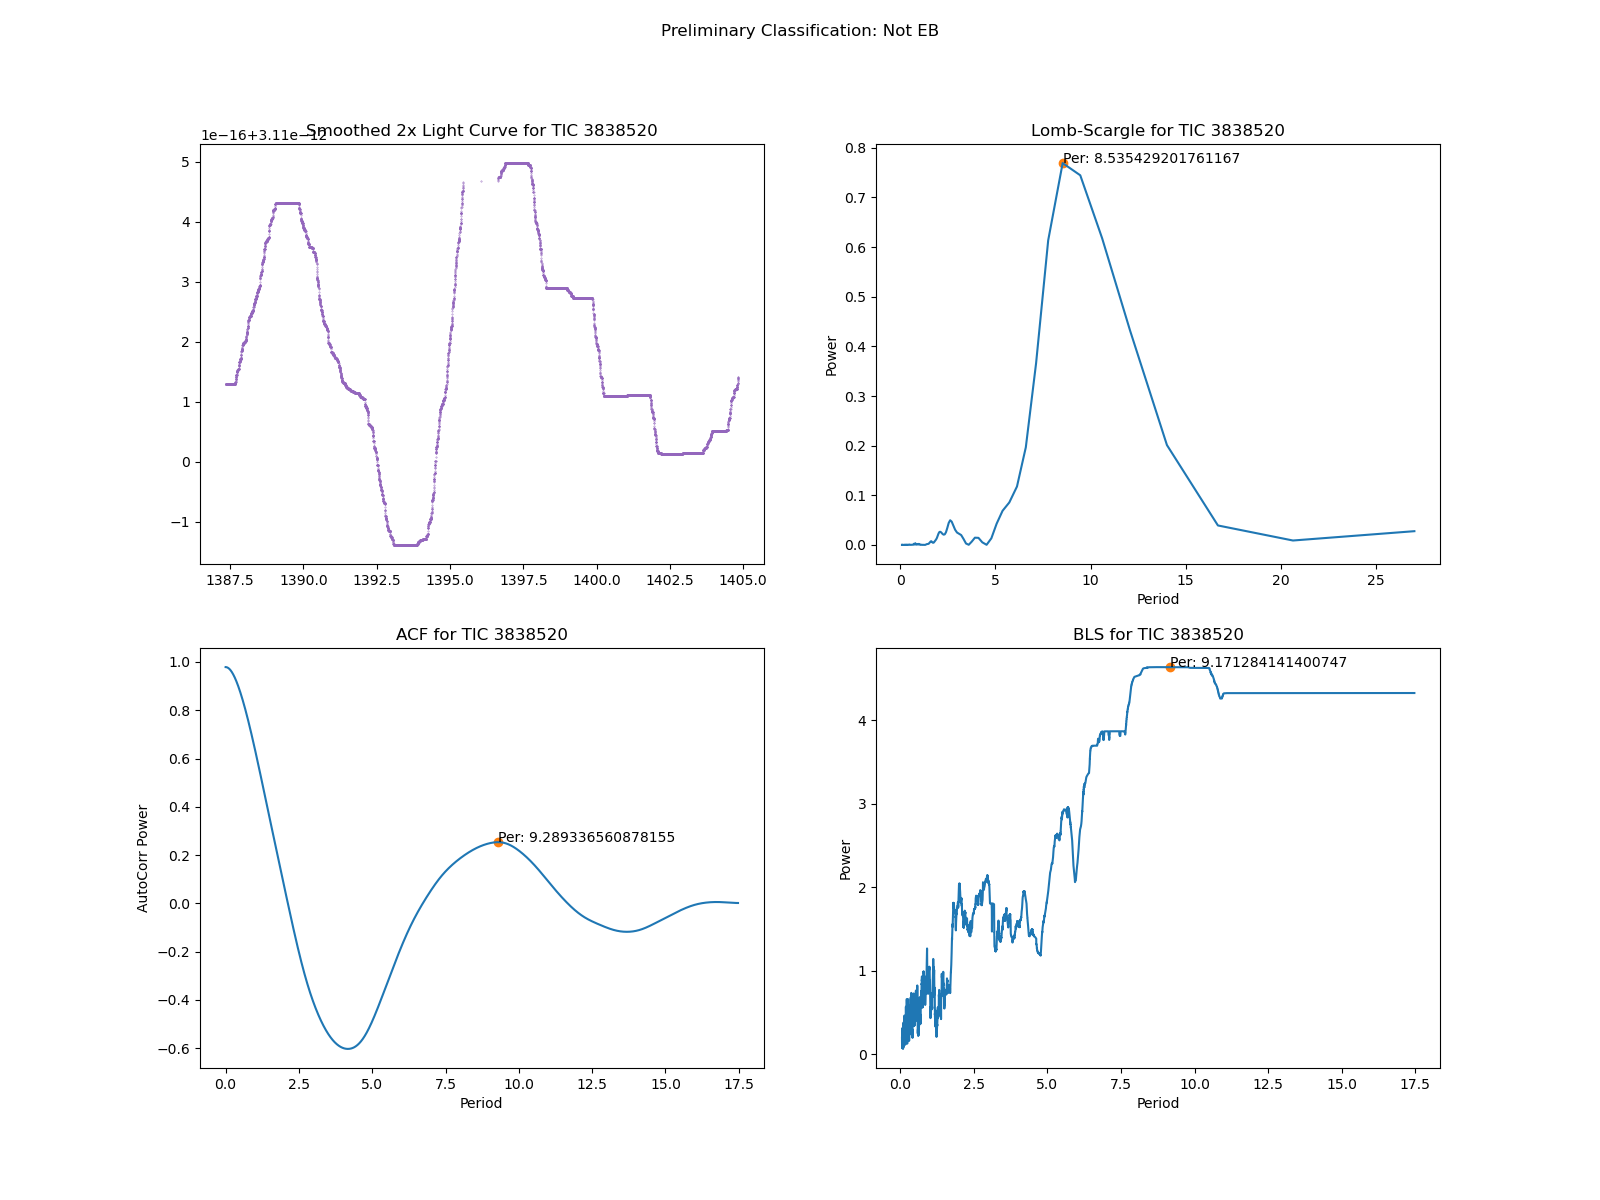 Preliminary Classification: Not EB
Smoothed 2x Light Curve for TIC 3838520
1e−16+3.11e−12
5
4
3
2
1
0
−1
1387.5 1390.0 1392.5 1395.0 1397.5 1400.0 1402.5 1405.0
Lomb-Scargle for TIC 3838520
Per: 8.535429201761167
Power
0.8
0.7
0.6
0.5
0.4
0.3
0.2
0.1
0.0
0 5 10 15 20 25
Period
ACF for TIC 3838520
Per: 9.289336560878155
AutoCorr Power
1.0
0.8
0.6
0.4
0.2
0.0
−0.2
−0.4
−0.6
0.0 2.5 5.0 7.5 10.0 12.5 15.0 17.5
Period
BLS for TIC 3838520
Per: 9.171284141400747
Power
4
3
2
1
0
0.0 2.5 5.0 7.5 10.0 12.5 15.0 17.5
Period